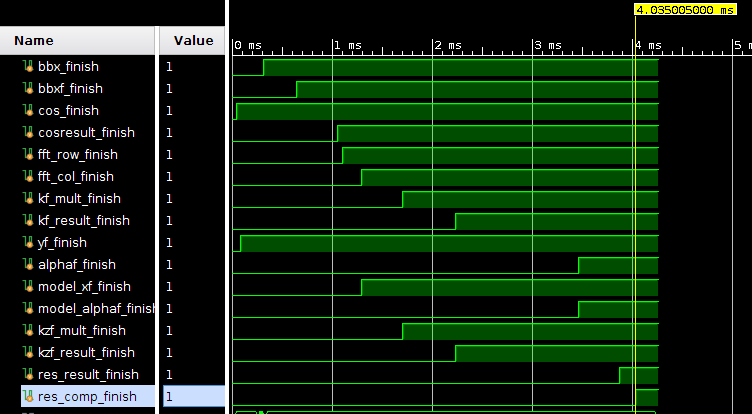 4.035005000 ms
Name Value 0 ms 1 ms 2 ms 3 ms 4 ms 5 m
bbx_finish 1
bbxf_finish 1
cos_finish 1
cosresult_finish 1
fft_row_finish 1
fft_col_finish 1
kf_mult_finish 1
kf_result_finish 1
yf_finish 1
alphaf_finish 1
model_xf_finish 1
model_alphaf_finish 1
kzf_mult_finish 1
kzf_result_finish 1
res_result_finish 1
res_comp_finish 1